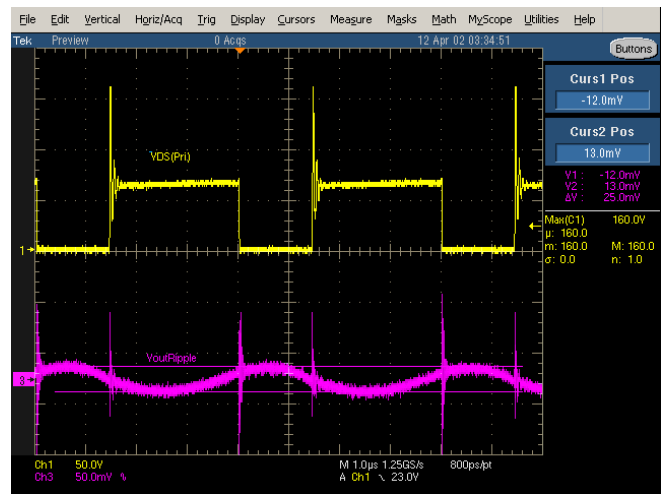 File Edit Vertical Horiz/Acq Trig Display Cursors Measure Masks Math MyScope Utilities Help
Tek Preview 0 Acqs 12 Apr 02 03:34:51
Buttons
Curs1 Pos
-12.0mV
Curs2 Pos
13.0mV
V1 : -12.0mV
V2 : 13.0mV
ΔV : 25.0mV
Max(C1) 160.0V
µ: 160.0
m: 160.0 M: 160.0
σ: 0.0 n: 1.0
VDS(Pri)
1
VoutRipple
3
Ch1 50.0V M 1.0µs 1.25GS/s 800ps/pt
Ch3 50.0mV % A Ch1 ∖ 23.0V